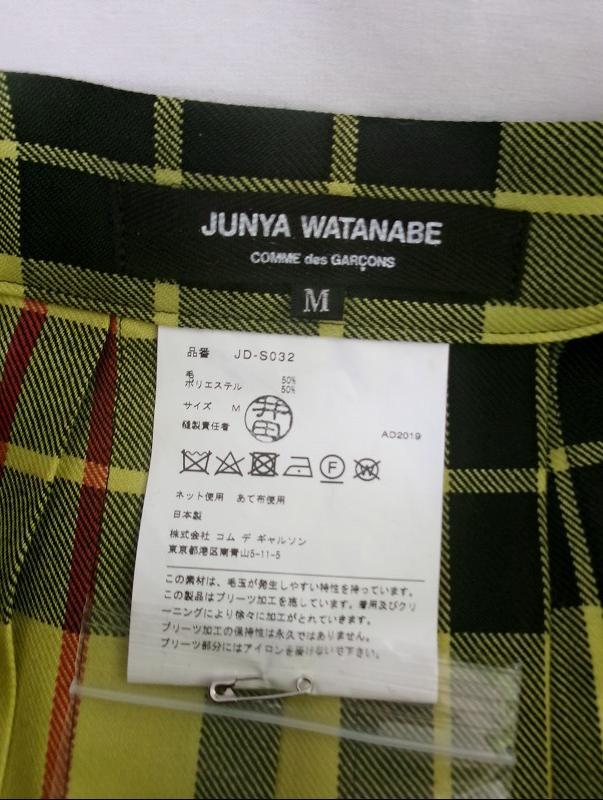 JUNYA WATANABE
COMME des GARÇONS
M
品番 JD-S032
毛 50%
ポリエステル 50%
サイズ M
縫製責任者 井田
AD2019
F
W
ネット使用 あて布使用
日本製
株式会社 コム デ ギャルソン
東京都港区南青山5-11-5
この素材は、毛玉が発生しやすい特性を持っています。
この製品はプリーツ加工を施しています。着用及びクリ
ーニングにより徐々に加工がとれていきます。
プリーツ加工の保持性は永久ではありません。
プリーツ部分にはアイロンを掛けないで下さい。